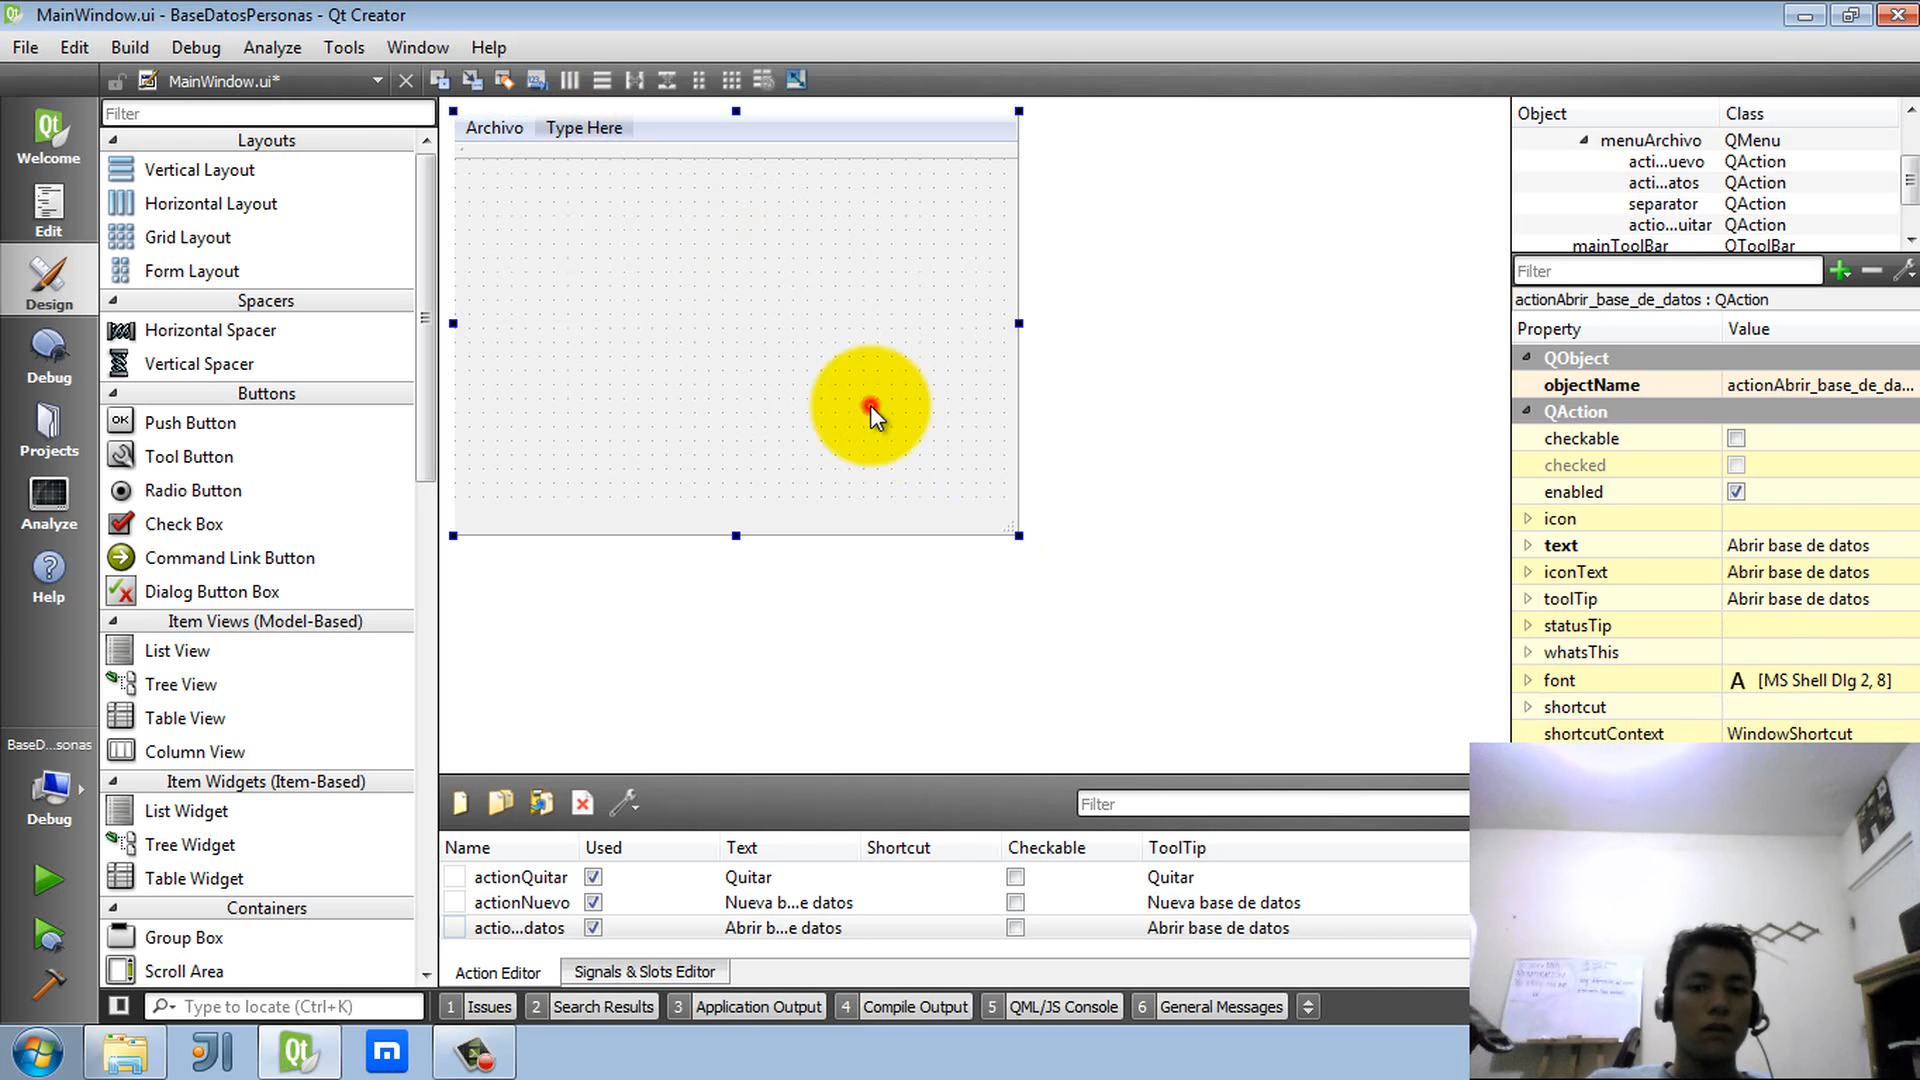 MainWindow.ui - BaseDatosPersonas - Qt Creator
File Edit Build Debug Analyze Tools Window Help
MainWindow.ui*
Filter
Layouts
Vertical Layout
Horizontal Layout
Grid Layout
Form Layout
Spacers
Horizontal Spacer
Vertical Spacer
Buttons
OK Push Button
Tool Button
Radio Button
Check Box
Command Link Button
Dialog Button Box
Item Views (Model-Based)
List View
Tree View
Table View
Column View
Item Widgets (Item-Based)
List Widget
Tree Widget
Table Widget
Containers
Group Box
Scroll Area
Welcome
Edit
Design
Debug
Projects
Analyze
Help
BaseD...sonas
Debug
Archivo Type Here
Object Class
menuArchivo QMenu
acti...uevo QAction
acti...atos QAction
separator QAction
actio...uitar QAction
mainToolBar QToolBar
Filter
actionAbrir_base_de_datos : QAction
Property Value
QObject
objectName actionAbrir_base_de_da...
QAction
checkable
checked
enabled
icon
text Abrir base de datos
iconText Abrir base de datos
toolTip Abrir base de datos
statusTip
whatsThis
font A [MS Shell Dlg 2, 8]
shortcut
shortcutContext WindowShortcut
Filter
Name Used Text Shortcut Checkable ToolTip
actionQuitar Quitar Quitar
actionNuevo Nueva b...e datos Nueva base de datos
actio...datos Abrir b...e datos Abrir base de datos
Action Editor Signals & Slots Editor
Type to locate (Ctrl+K)
1 Issues 2 Search Results 3 Application Output 4 Compile Output 5 QML/JS Console 6 General Messages